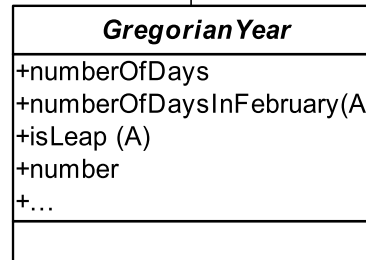 GregorianYear
+numberOfDays
+numberOfDaysInFebruary(A
+isLeap (A)
+number
+...